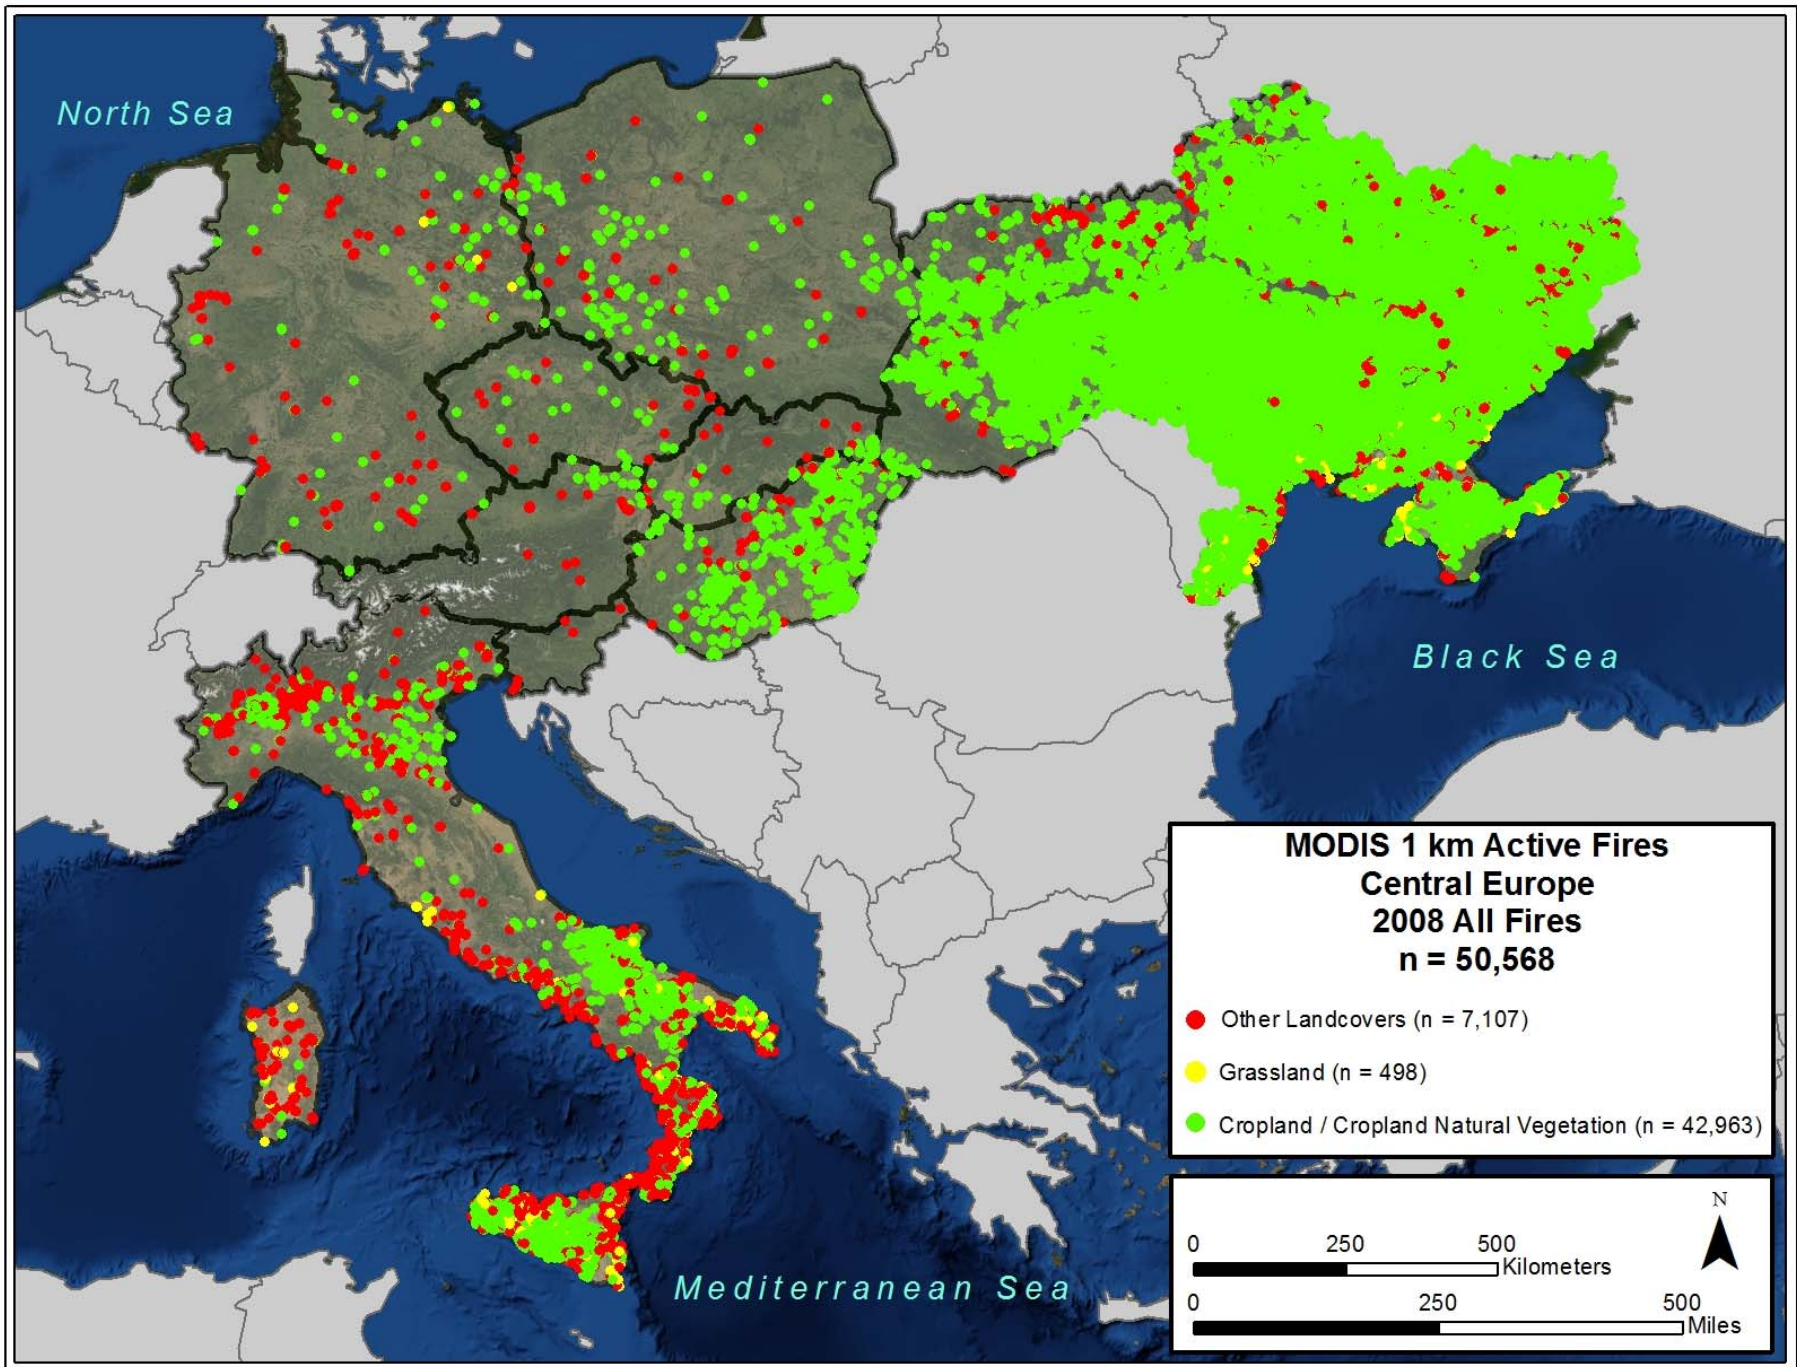 North Sea
Black Sea
MODIS 1 km Active Fires
Central Europe
2008 All Fires
n = 50,568
Other Landcovers (n = 7,107)
Grassland (n = 498)
Cropland / Cropland Natural Vegetation (n = 42,963)
Mediterranean Sea
N
0 250 500
Kilometers
0 250 500
Miles